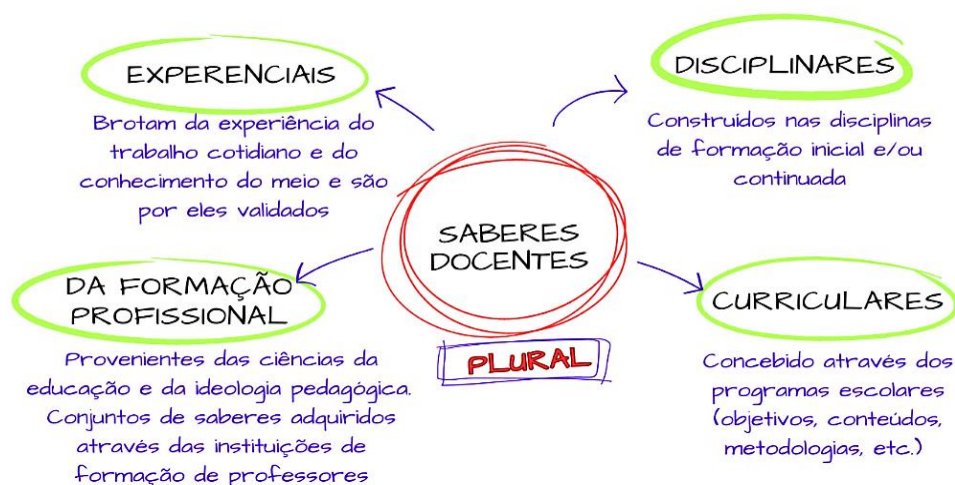 EXPERENCIAIS
Brotam da experiência do
trabalho cotidiano e do
conhecimento do meio e são
por eles validados
DISCIPLINARES
Construídos nas disciplinas
de formação inicial e/ou
continuada
SABERES
DOCENTES
PLURAL
DA FORMAÇÃO
PROFISSIONAL
Provenientes das ciências da
educação e da ideologia pedagógica.
Conjuntos de saberes adquiridos
através das instituições de
formação de professores
CURRICULARES
Concebido através dos
programas escolares
(objetivos, conteúdos,
metodologias, etc.)